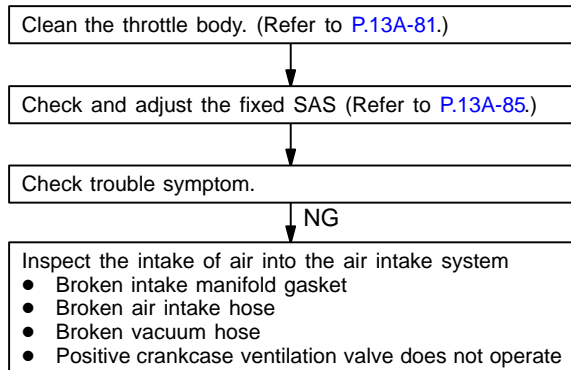 Clean the throttle body. (Refer to P.13A-81.)
Check and adjust the fixed SAS (Refer to P.13A-85.)
Check trouble symptom.
NG
Inspect the intake of air into the air intake system
● Broken intake manifold gasket
● Broken air intake hose
● Broken vacuum hose
● Positive crankcase ventilation valve does not operate